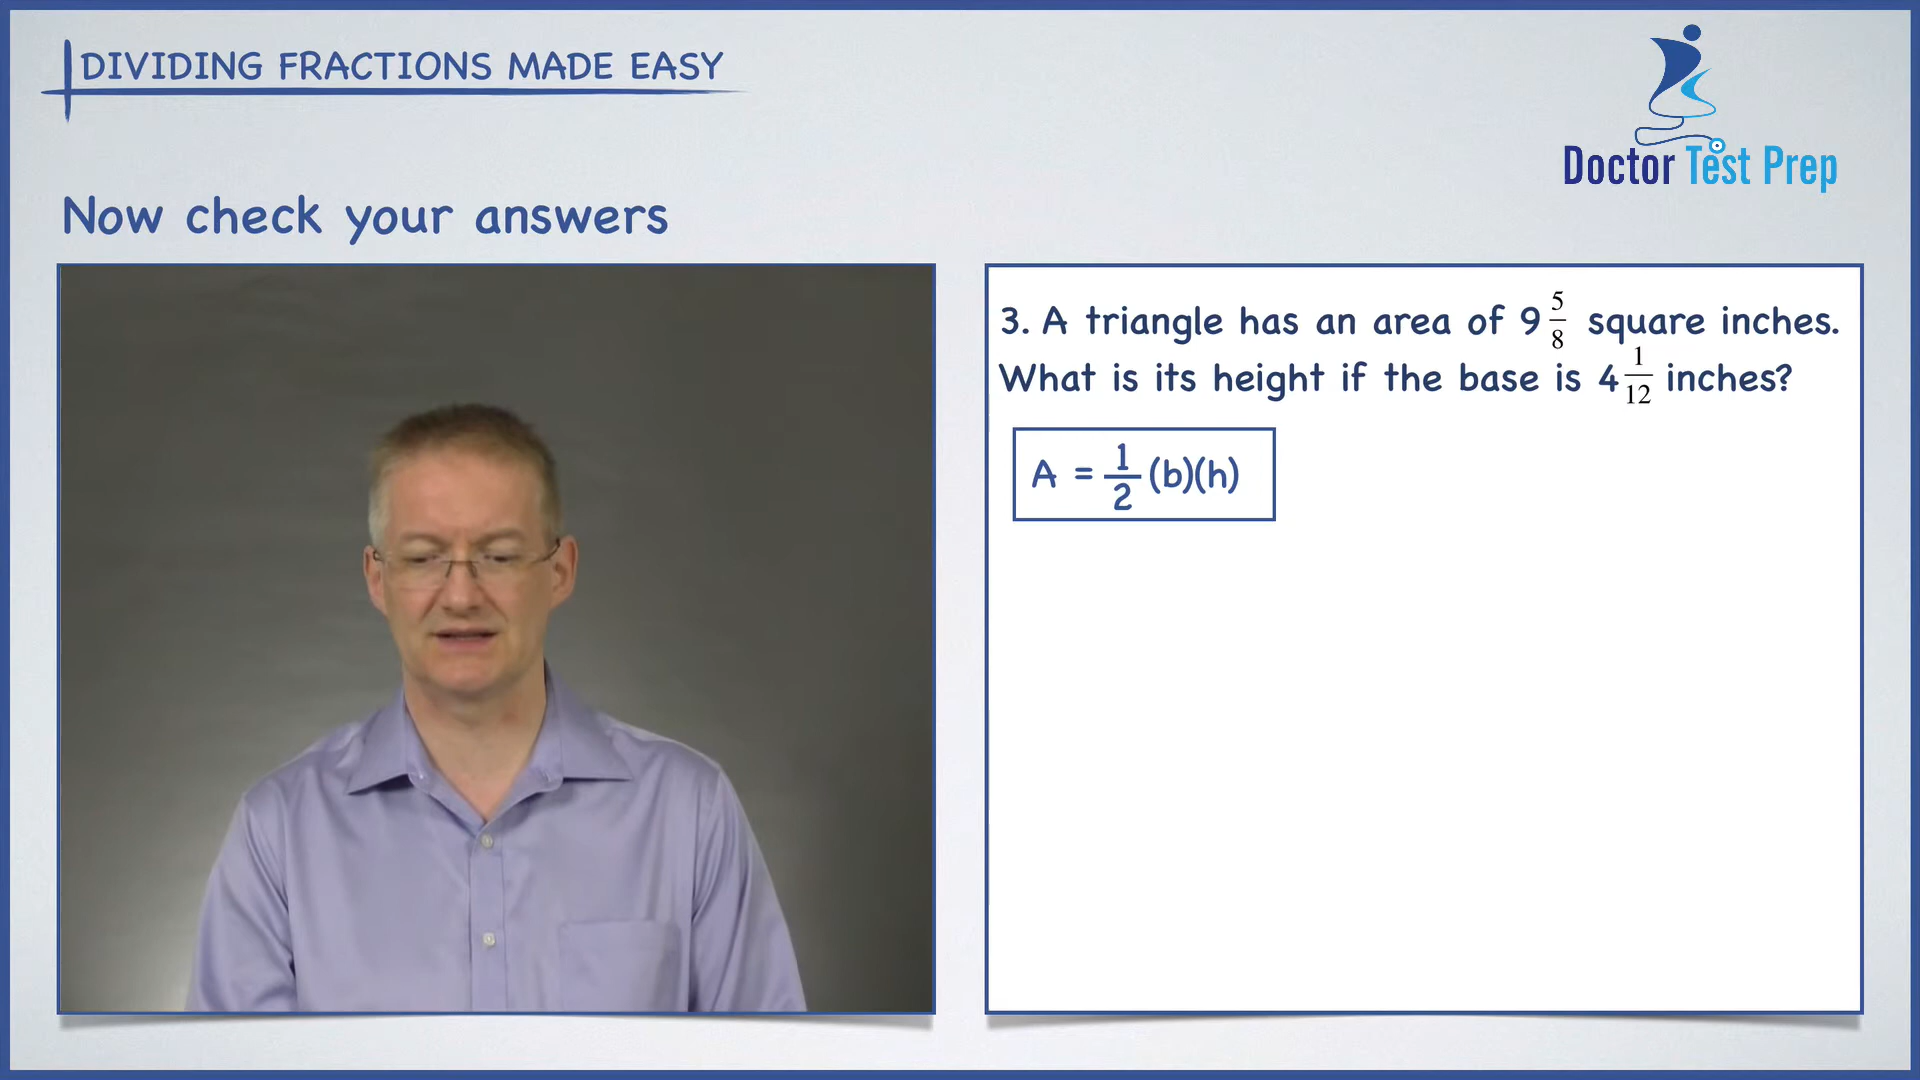 DIVIDING FRACTIONS MADE EASY
Doctor Test Prep
Now check your answers
3. A triangle has an area of 9 5/8 square inches.
What is its height if the base is 4 1/12 inches?
A = 1/2 (b)(h)